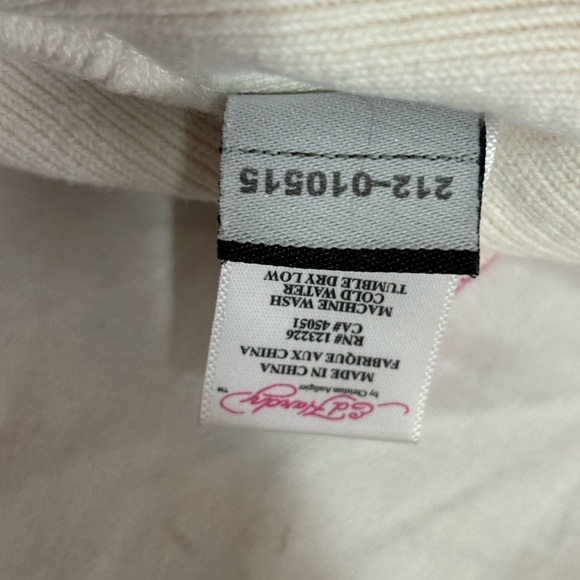 Ed Hardy ™
by Christian Audigier
MADE IN CHINA
FABRIQUE AUX CHINA
RN# 123226
CA# 45051
MACHINE WASH
COLD WATER
TUMBLE DRY LOW
212-010515